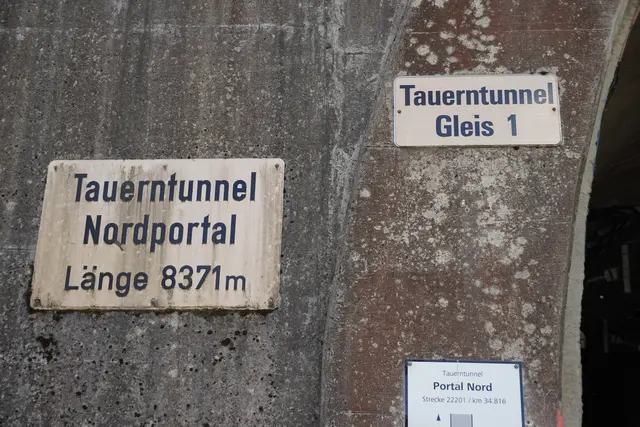 Tauerntunnel
Nordportal
Länge 8371m
Tauerntunnel
Gleis 1
Tauerntunnel
Portal Nord
Strecke 22201 / km 34.816